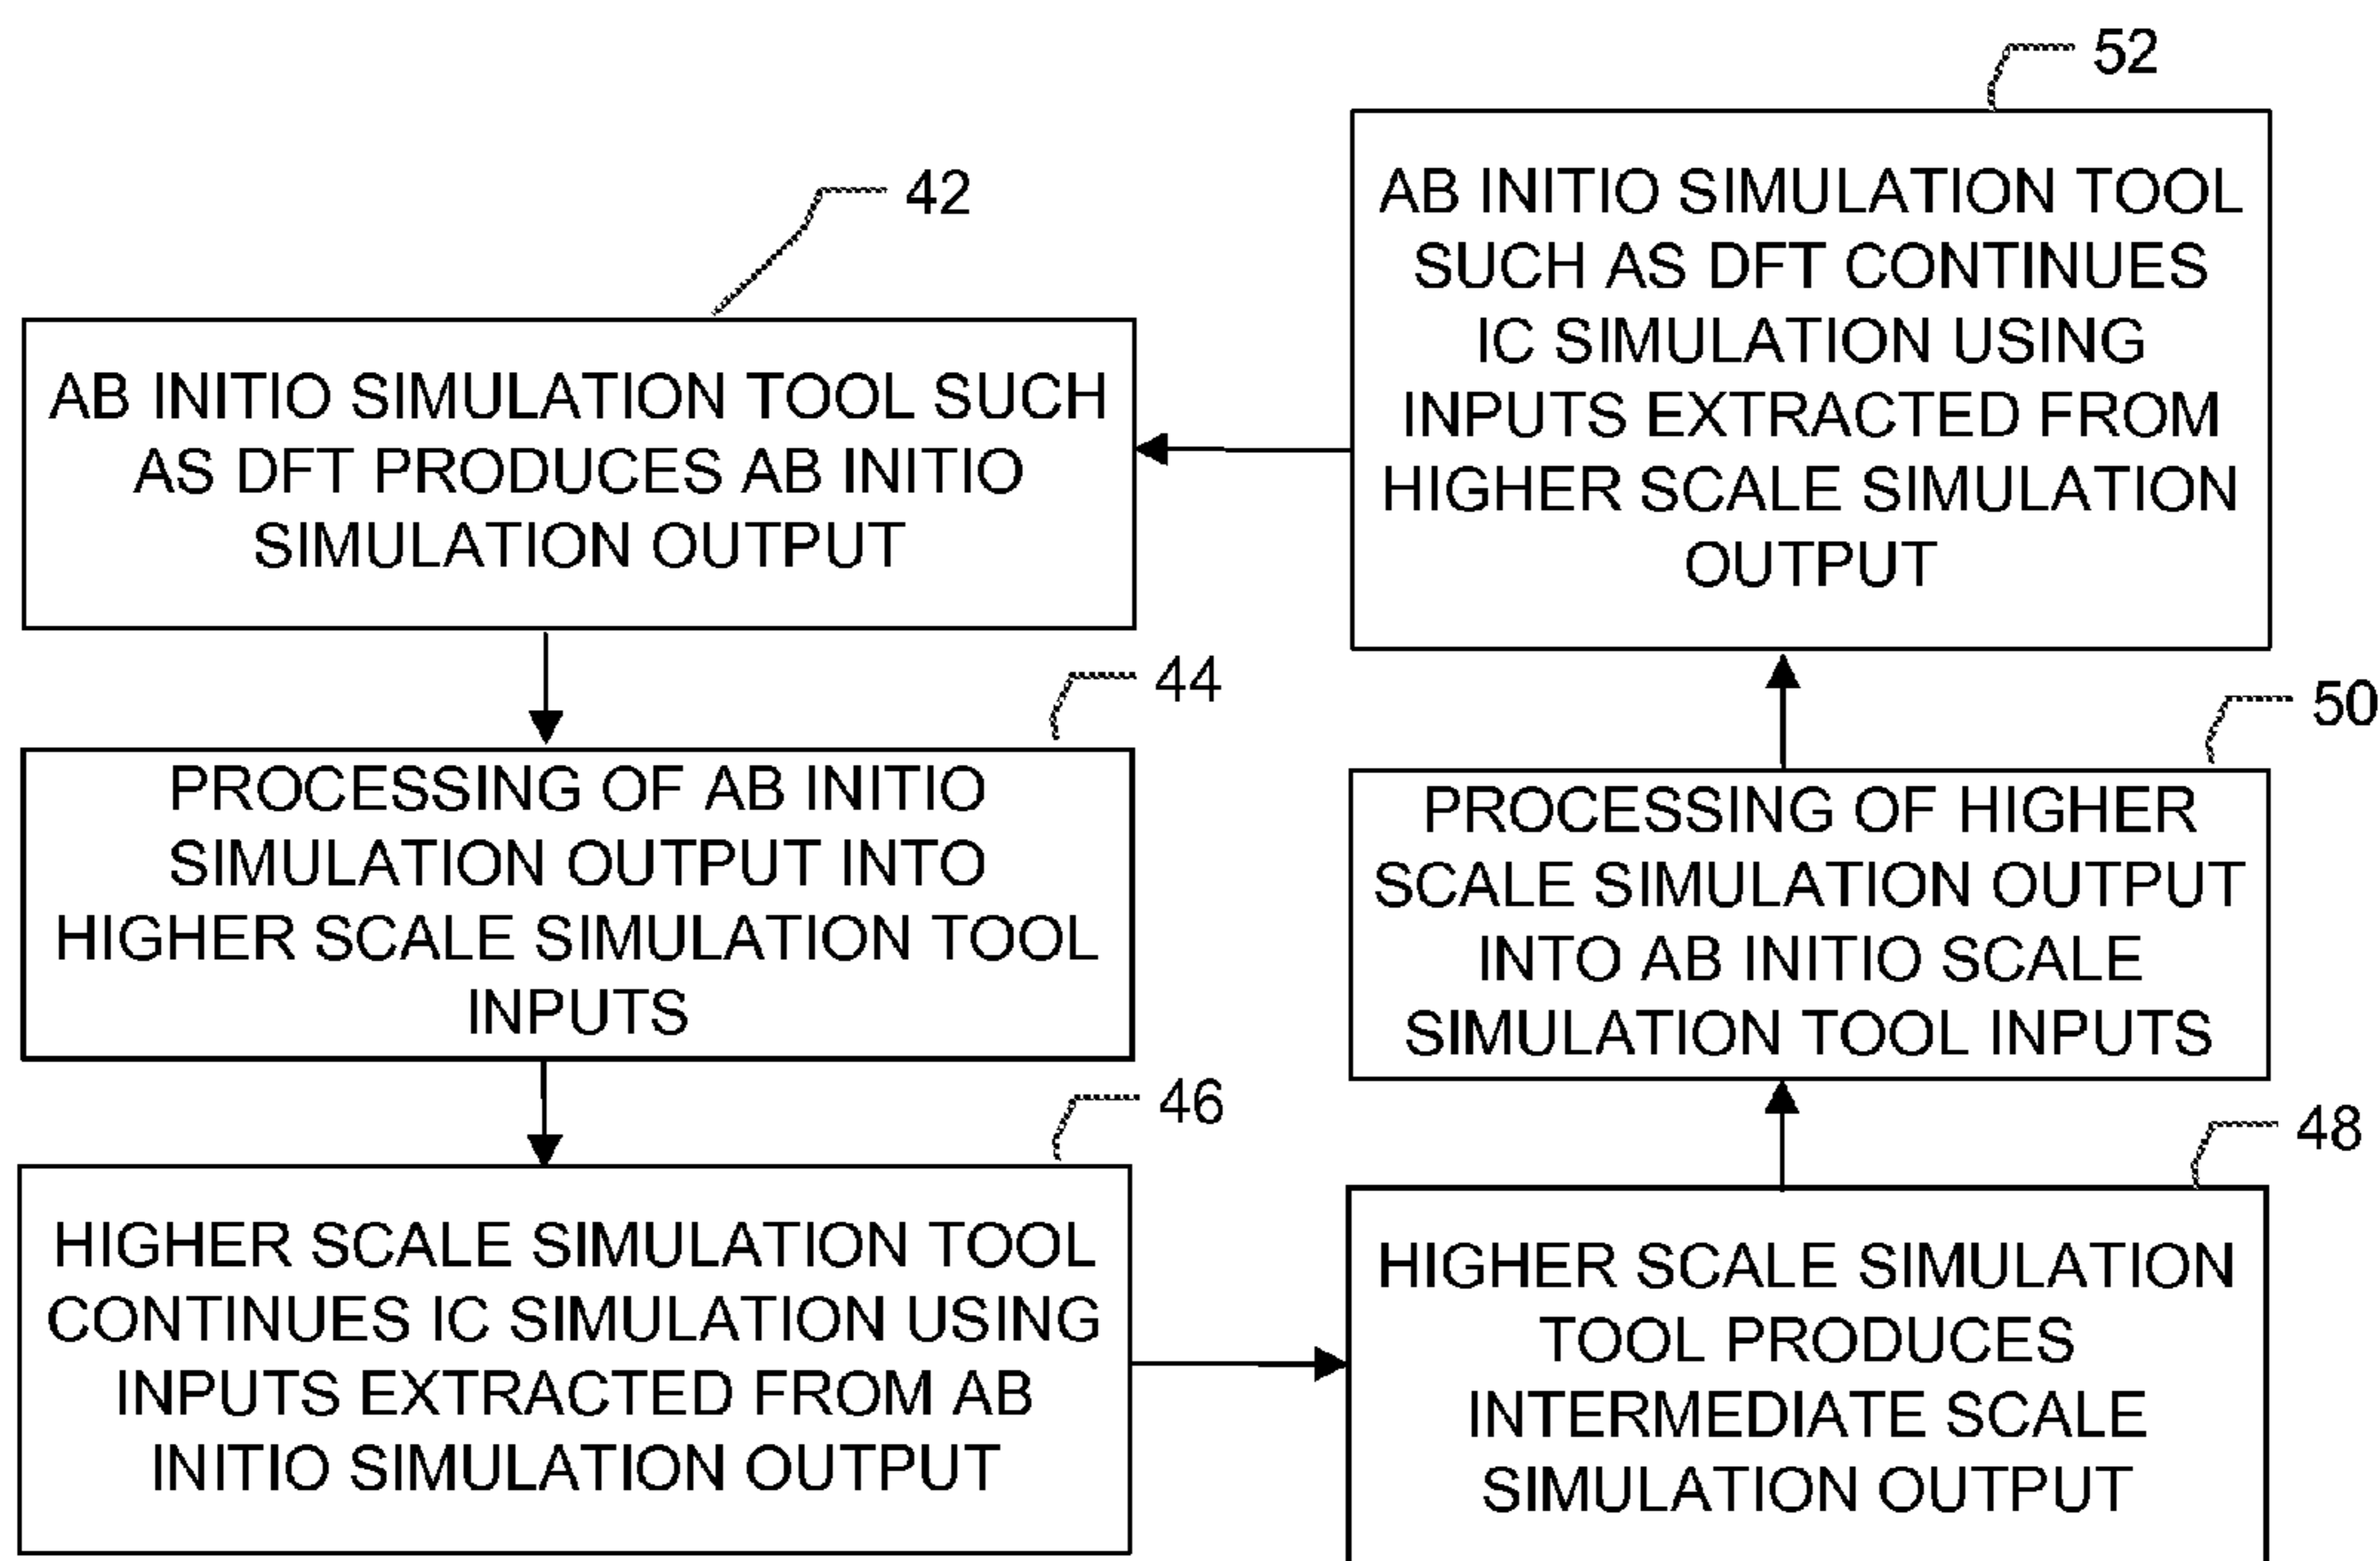 42
AB INITIO SIMULATION TOOL SUCH
AS DFT PRODUCES AB INITIO
SIMULATION OUTPUT
44
PROCESSING OF AB INITIO
SIMULATION OUTPUT INTO
HIGHER SCALE SIMULATION TOOL
INPUTS
46
HIGHER SCALE SIMULATION TOOL
CONTINUES IC SIMULATION USING
INPUTS EXTRACTED FROM AB
INITIO SIMULATION OUTPUT
48
HIGHER SCALE SIMULATION
TOOL PRODUCES
INTERMEDIATE SCALE
SIMULATION OUTPUT
50
PROCESSING OF HIGHER
SCALE SIMULATION OUTPUT
INTO AB INITIO SCALE
SIMULATION TOOL INPUTS
52
AB INITIO SIMULATION TOOL
SUCH AS DFT CONTINUES
IC SIMULATION USING
INPUTS EXTRACTED FROM
HIGHER SCALE SIMULATION
OUTPUT